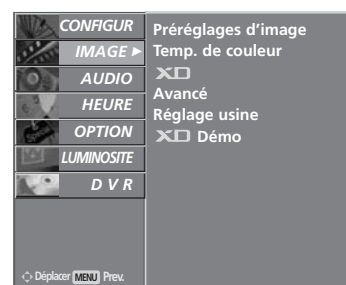 CONFIGUR
IMAGE ►
AUDIO
HEURE
OPTION
LUMINOSITE
D V R
Préréglages d'image
Temp. de couleur
XD
Avancé
Réglage usine
XD Démo
Déplacer MENU Prev.